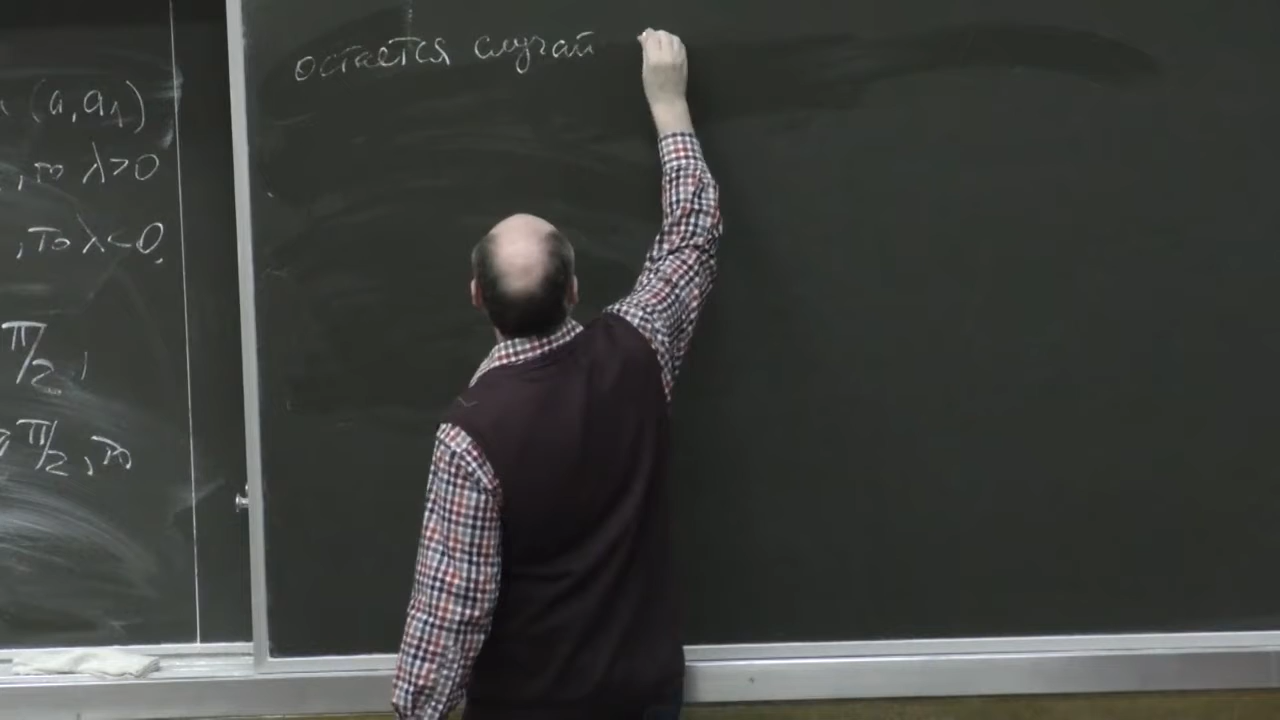 (a, a₁)
, то λ>0
, то λ<0,
π/2,
π/2, то
остается случай